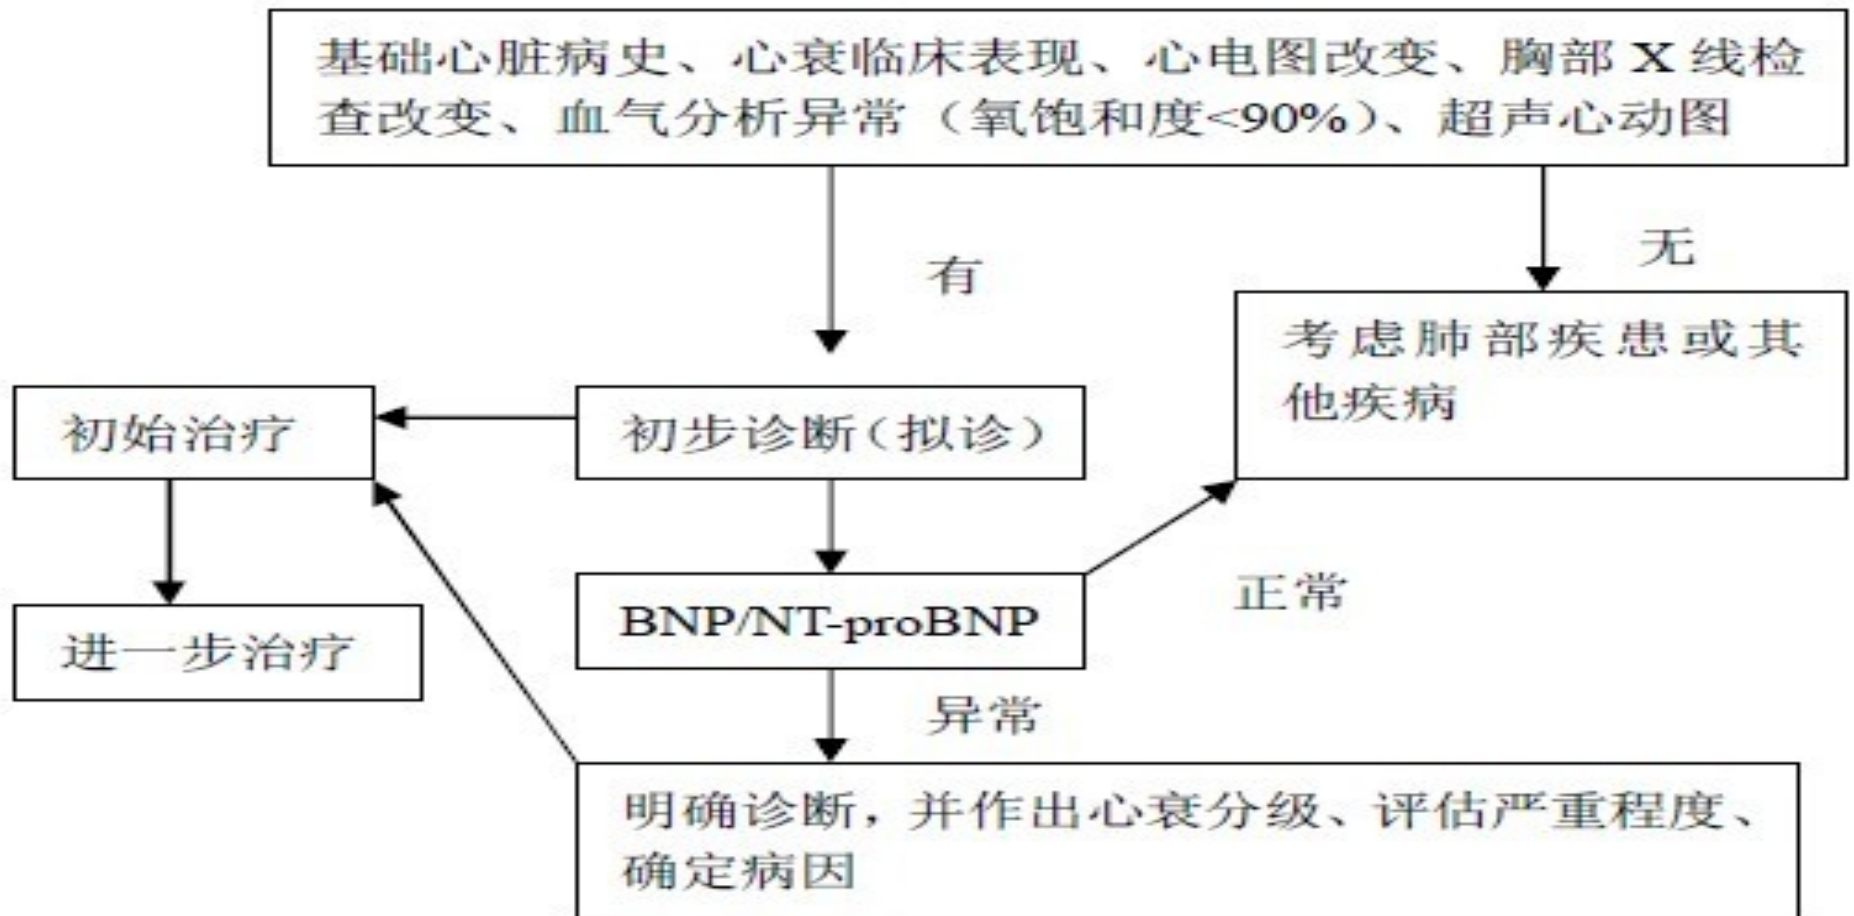 基础心脏病史、心衰临床表现、心电图改变、胸部 X 线检
查改变、血气分析异常（氧饱和度<90%）、超声心动图
有
无
考虑肺部疾患或其
他疾病
初始治疗
初步诊断（拟诊）
BNP/NT-proBNP
正常
进一步治疗
异常
明确诊断，并作出心衰分级、评估严重程度、
确定病因